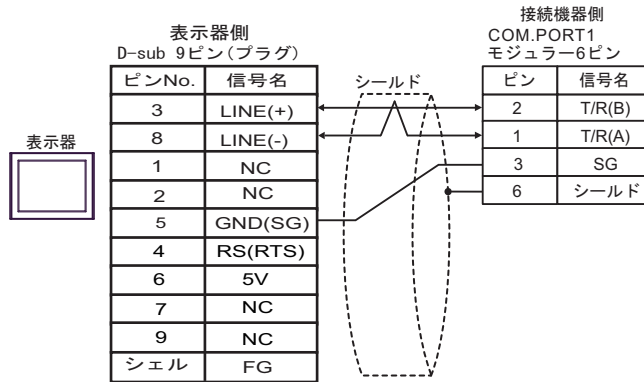 表示器側
D-sub 9ピン(プラグ)
接続機器側
COM.PORT1
モジュラー6ピン
表示器
シールド
ピンNo. 信号名
3 LINE(+)
8 LINE(-)
1 NC
2 NC
5 GND(SG)
4 RS(RTS)
6 5V
7 NC
9 NC
シェル FG
ピン 信号名
2 T/R(B)
1 T/R(A)
3 SG
6 シールド